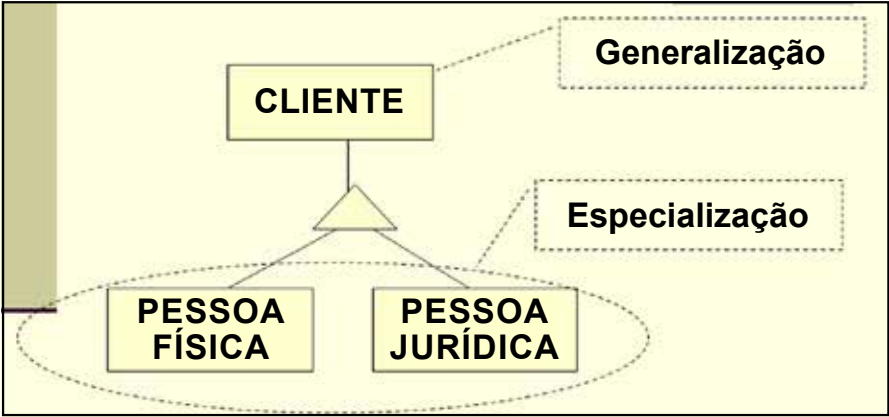 Generalização
CLIENTE
Especialização
PESSOA
FÍSICA
PESSOA
JURÍDICA